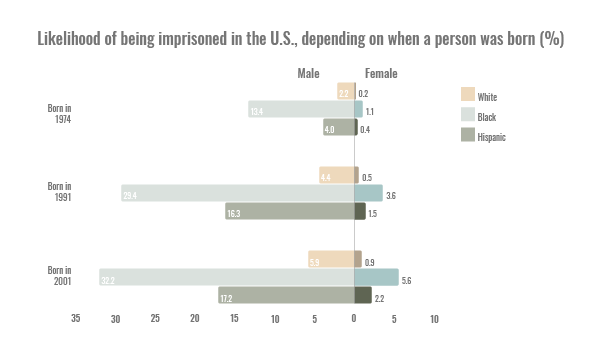 Likelihood of being imprisoned in the U.S., depending on when a person was born (%)
Male Female
White
Black
Hispanic
Born in
1974
2.2 0.2
13.4 1.1
4.0 0.4
Born in
1991
4.4 0.5
29.4 3.6
16.3 1.5
Born in
2001
5.9 0.9
32.2 5.6
17.2 2.2
35 30 25 20 15 10 5 0 5 10